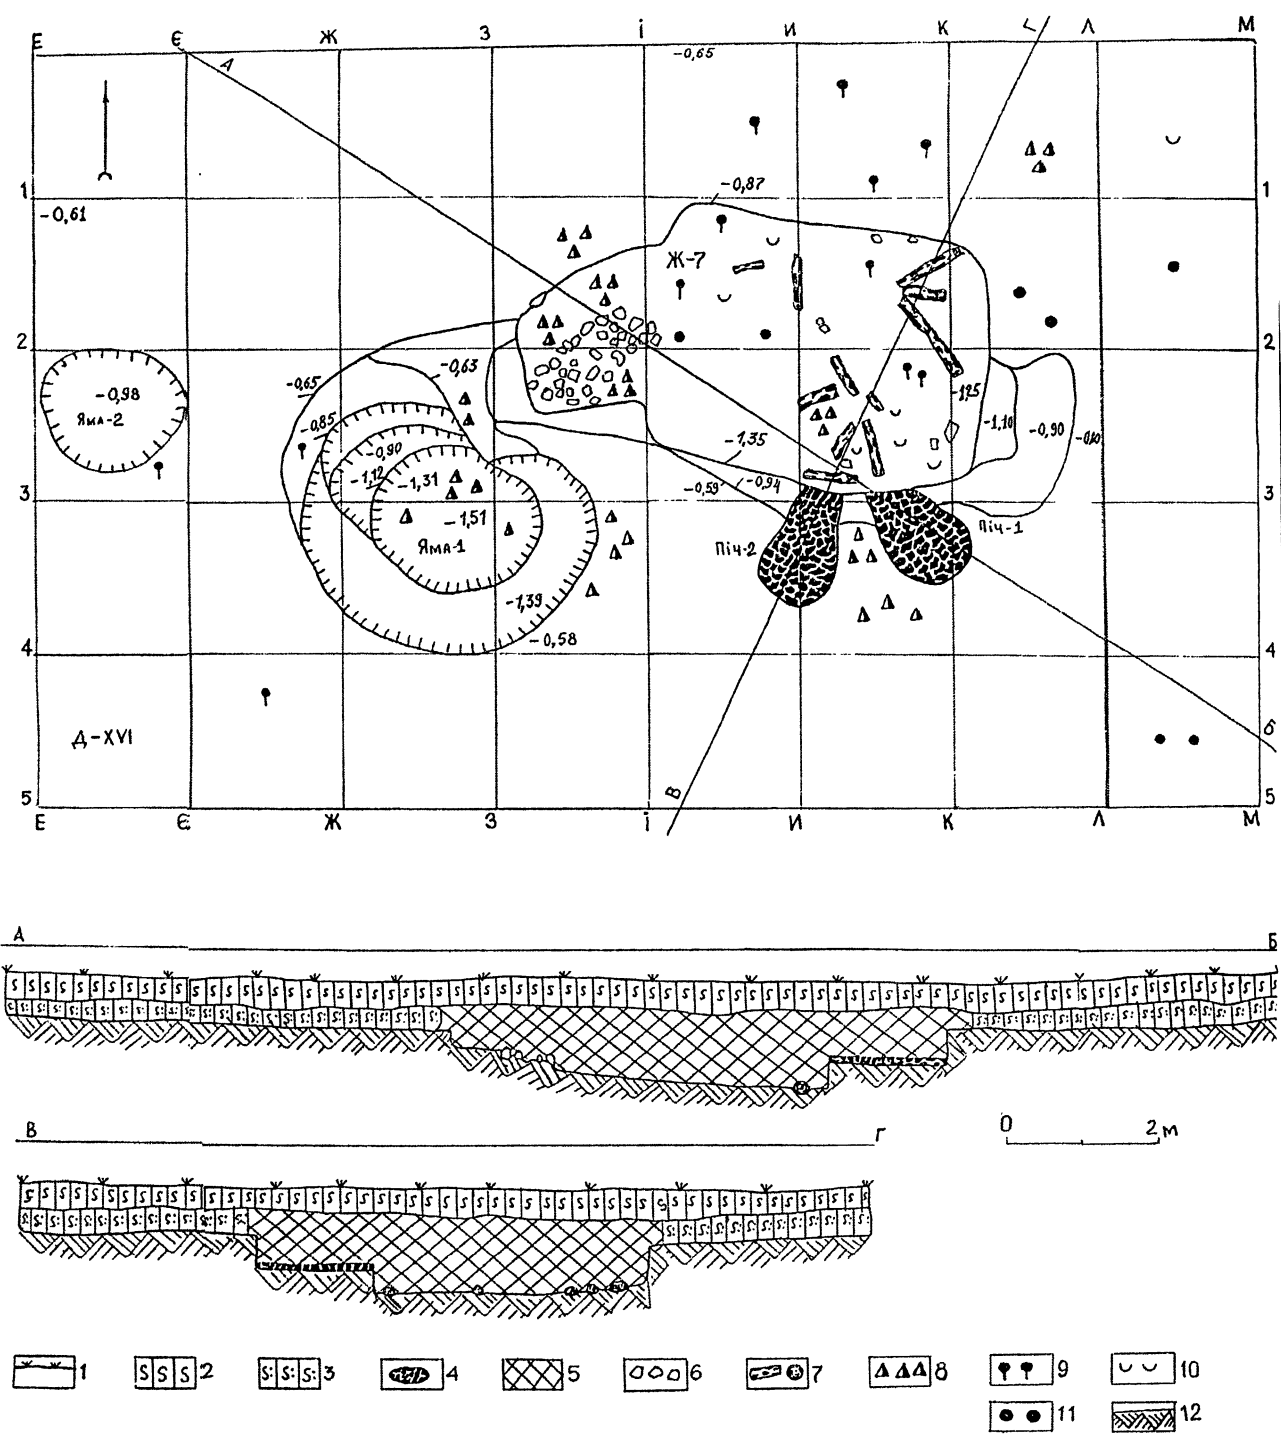 Е Є Ж З І И К Л М
А Г
-0,65
1 1
-0,61
-0,87
Ж-7
2 2
-0,98
Яма-2
-0,65
-0,63
-0,85
-0,90
-1,12
-1,31
-1,51
Яма-1
-1,35
-0,59 -0,94
-1,25
-1,10
-0,90
3 3
Піч-2
Піч-1
-1,39
-0,58
4 4
Д-XVI
В
Б
5 5
Е Є Ж З І И К Л М
А Б
В Г
0 2 м
1 2 3 4 5 6 7 8 9 10
11 12